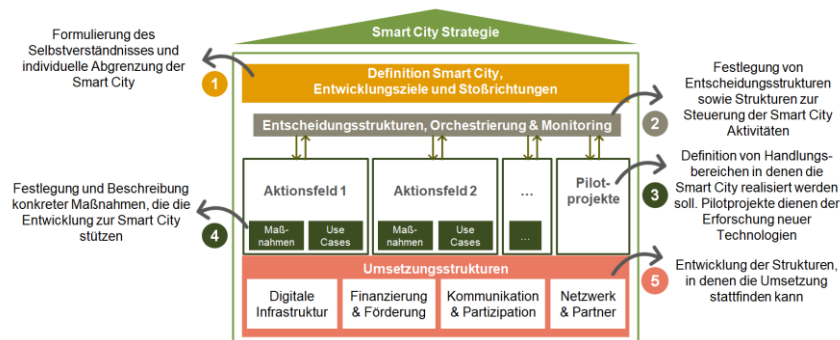 Smart City Strategie
Formulierung des
Selbstverständnisses und
individuelle Abgrenzung der
Smart City
1
Definition Smart City,
Entwicklungsziele und Stoßrichtungen
Entscheidungsstrukturen, Orchestrierung & Monitoring
2
Festlegung von
Entscheidungsstrukturen
sowie Strukturen zur
Steuerung der Smart City
Aktivitäten
Aktionsfeld 1
Maß-
nahmen
Use
Cases
Aktionsfeld 2
Maß-
nahmen
Use
Cases
...
...
Pilot-
projekte
3
Definition von Handlungs-
bereichen in denen die
Smart City realisiert werden
soll. Pilotprojekte dienen der
Erforschung neuer
Technologien
Festlegung und Beschreibung
konkreter Maßnahmen, die die
Entwicklung zur Smart City
stützen
4
Umsetzungsstrukturen
Digitale
Infrastruktur
Finanzierung
& Förderung
Kommunikation
& Partizipation
Netzwerk
& Partner
5
Entwicklung der Strukturen,
in denen die Umsetzung
stattfinden kann